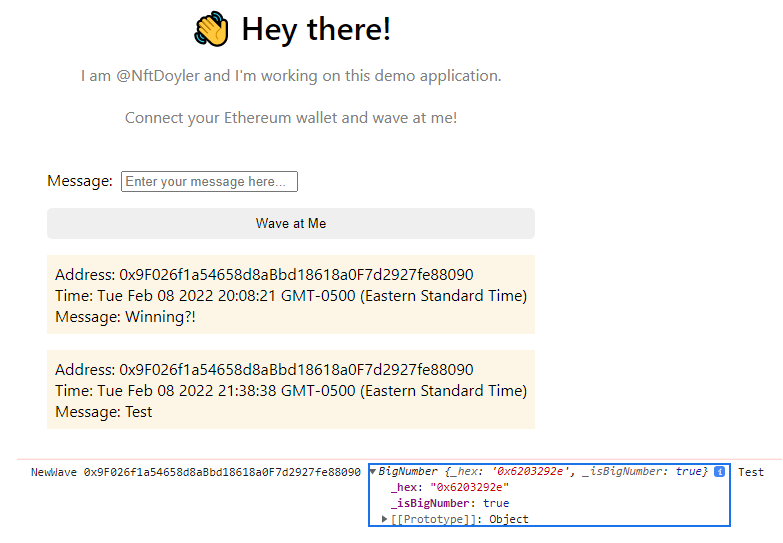 👋 Hey there!
I am @NftDoyler and I'm working on this demo application.
Connect your Ethereum wallet and wave at me!
Message: Enter your message here...
Wave at Me
Address: 0x9F026f1a54658d8aBbd18618a0F7d2927fe88090
Time: Tue Feb 08 2022 20:08:21 GMT-0500 (Eastern Standard Time)
Message: Winning?!
Address: 0x9F026f1a54658d8aBbd18618a0F7d2927fe88090
Time: Tue Feb 08 2022 21:38:38 GMT-0500 (Eastern Standard Time)
Message: Test
NewWave 0x9F026f1a54658d8aBbd18618a0F7d2927fe88090 ▼BigNumber {_hex: '0x6203292e', _isBigNumber: true} i Test
_hex: "0x6203292e"
_isBigNumber: true
▶[[Prototype]]: Object